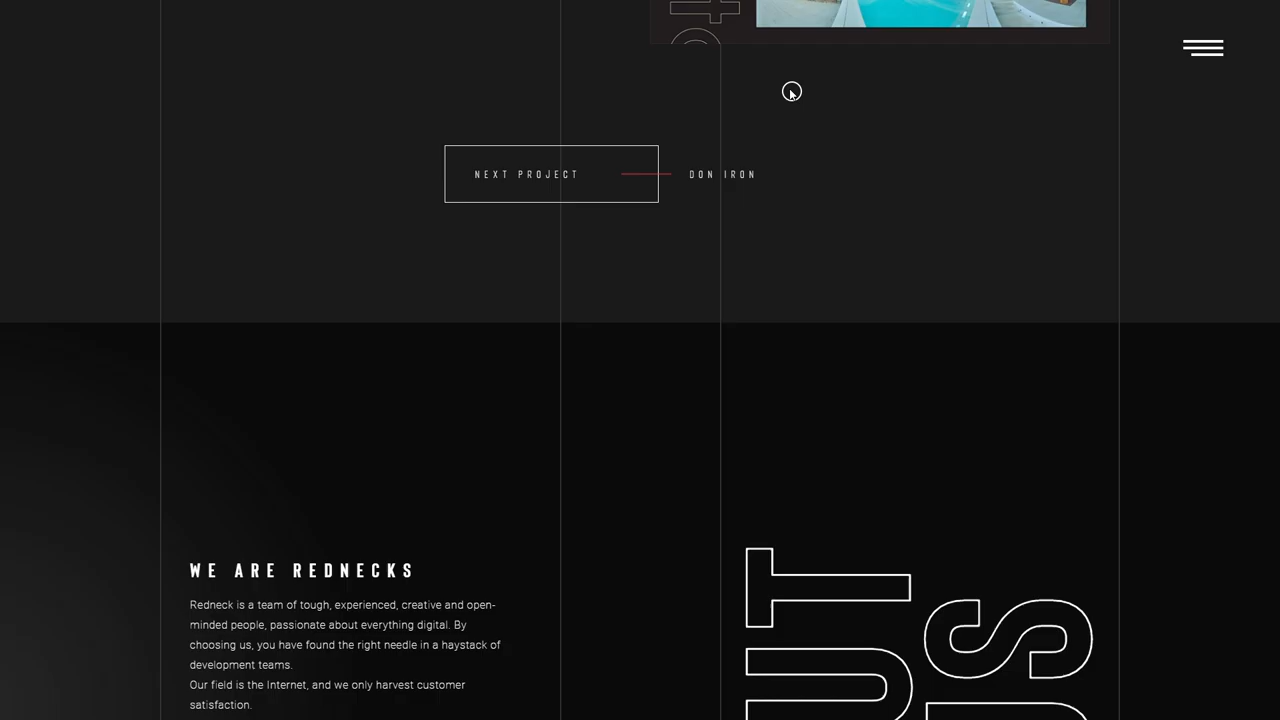 NEXT PROJECT
DON IRON
WE ARE REDNECKS
Redneck is a team of tough, experienced, creative and open-
minded people, passionate about everything digital. By
choosing us, you have found the right needle in a haystack of
development teams.
Our field is the Internet, and we only harvest customer
satisfaction.
UT
S